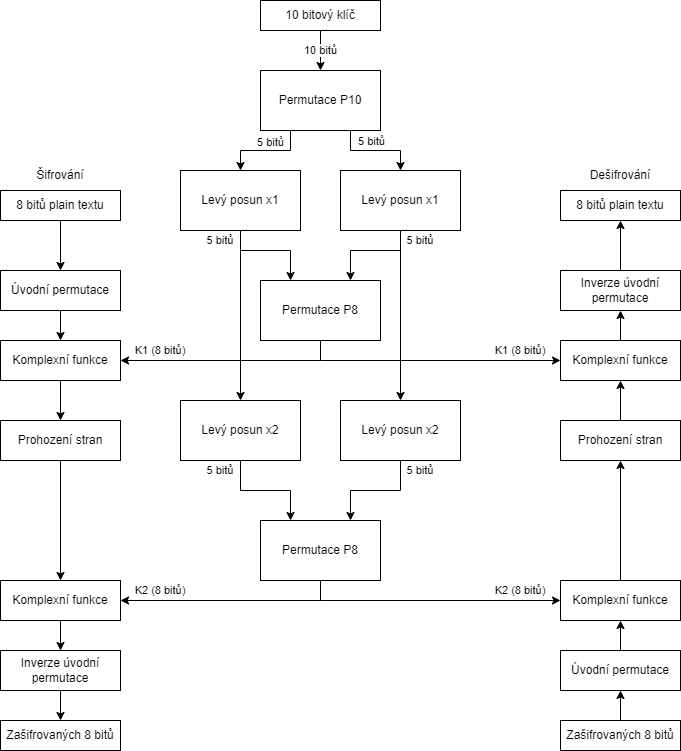 10 bitový klíč
10 bitů
Permutace P10
5 bitů
5 bitů
Šifrování
Dešifrování
8 bitů plain textu
Levý posun x1
Levý posun x1
8 bitů plain textu
5 bitů
5 bitů
Úvodní permutace
Permutace P8
Inverze úvodní
permutace
K1 (8 bitů)
K1 (8 bitů)
Komplexní funkce
Komplexní funkce
Prohození stran
Levý posun x2
Levý posun x2
Prohození stran
5 bitů
5 bitů
Permutace P8
K2 (8 bitů)
K2 (8 bitů)
Komplexní funkce
Komplexní funkce
Inverze úvodní
permutace
Úvodní permutace
Zašifrovaných 8 bitů
Zašifrovaných 8 bitů